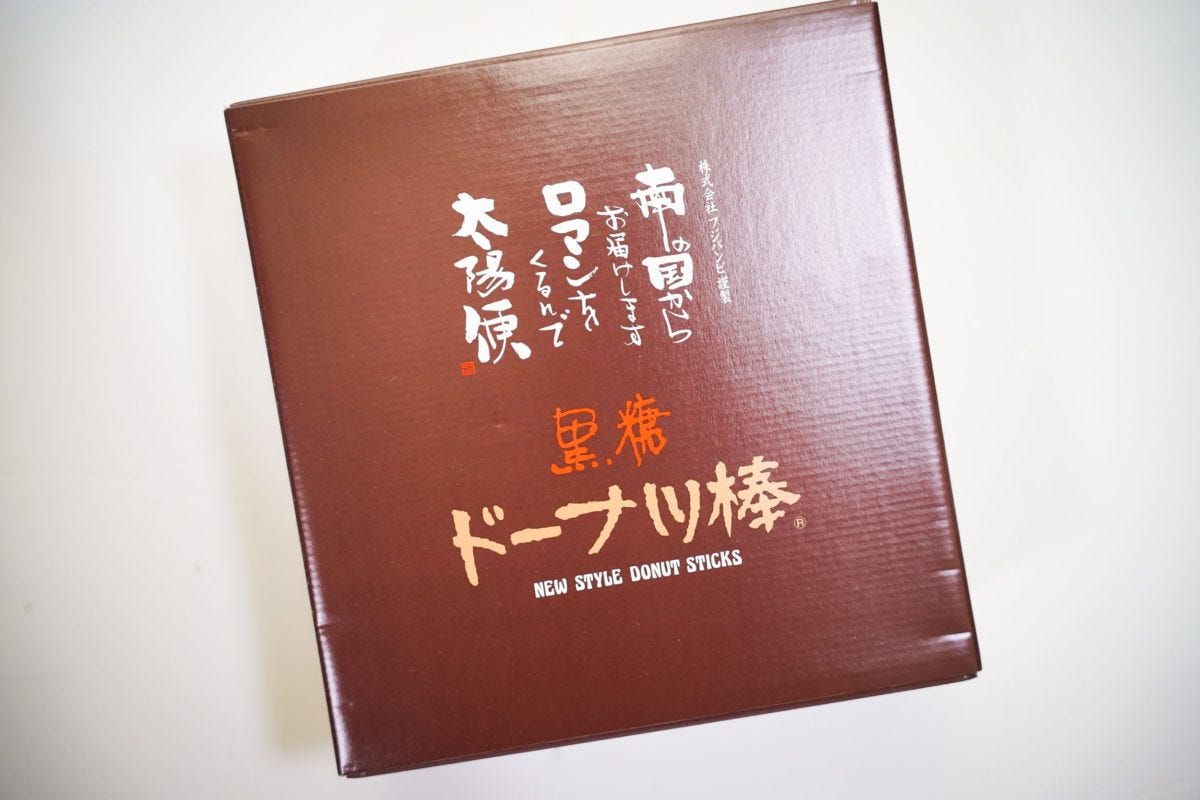 株式会社フジバンビ謹製
南の国から
お届けします
ロマンを
くるんで
太陽便
黒糖
ドーナツ棒®
NEW STYLE DONUT STICKS